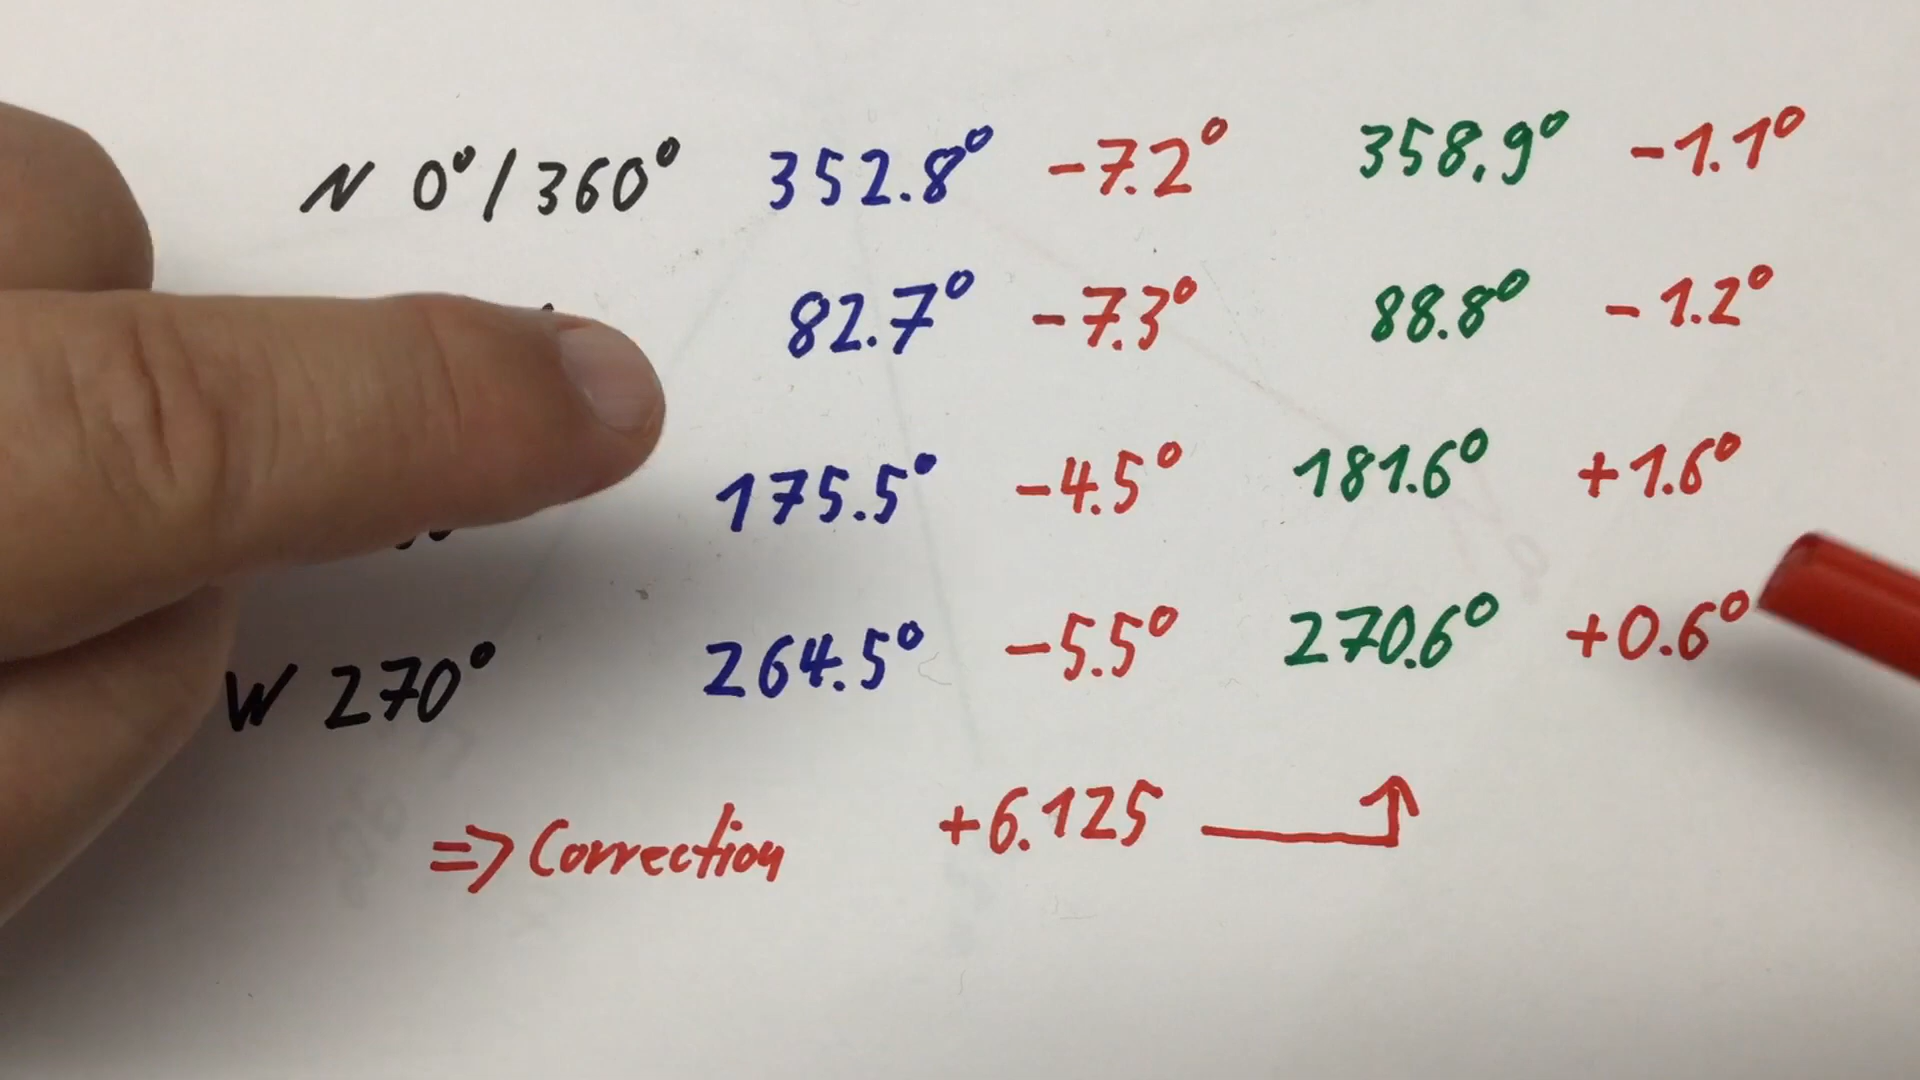 N 0°/360° 352.8° -7.2° 358.9° -1.1°
82.7° -7.3° 88.8° -1.2°
175.5° -4.5° 181.6° +1.6°
W 270° 264.5° -5.5° 270.6° +0.6°
=> Correction +6.125